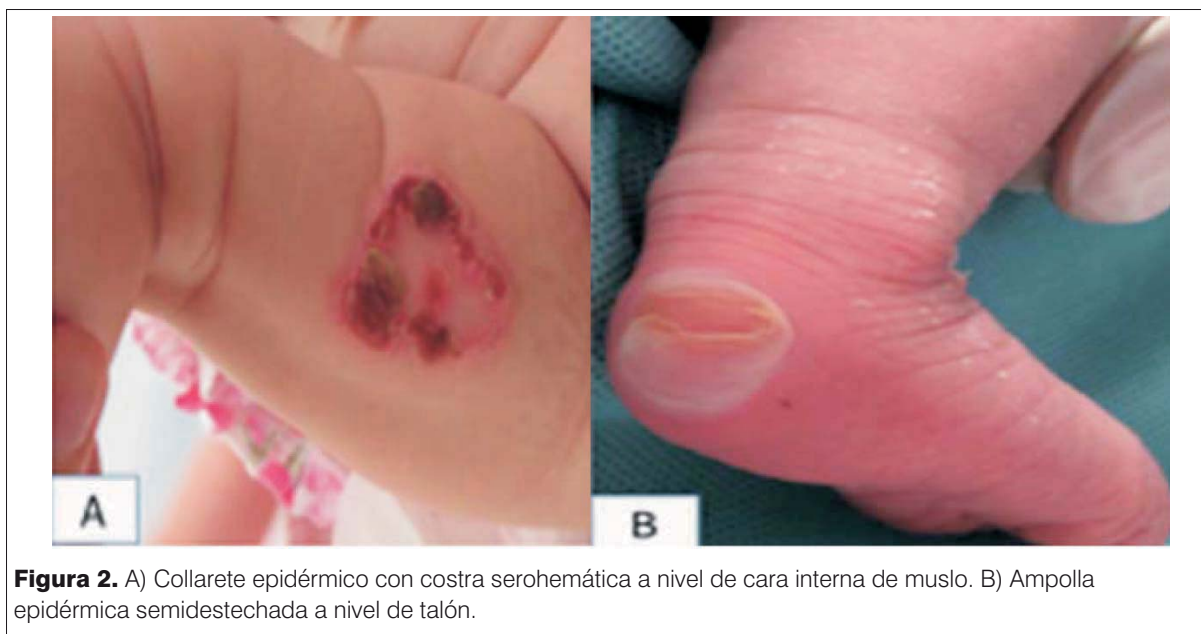 A
B
Figura 2. A) Collarete epidérmico con costra serohemática a nivel de cara interna de muslo. B) Ampolla
epidérmica semidestechada a nivel de talón.